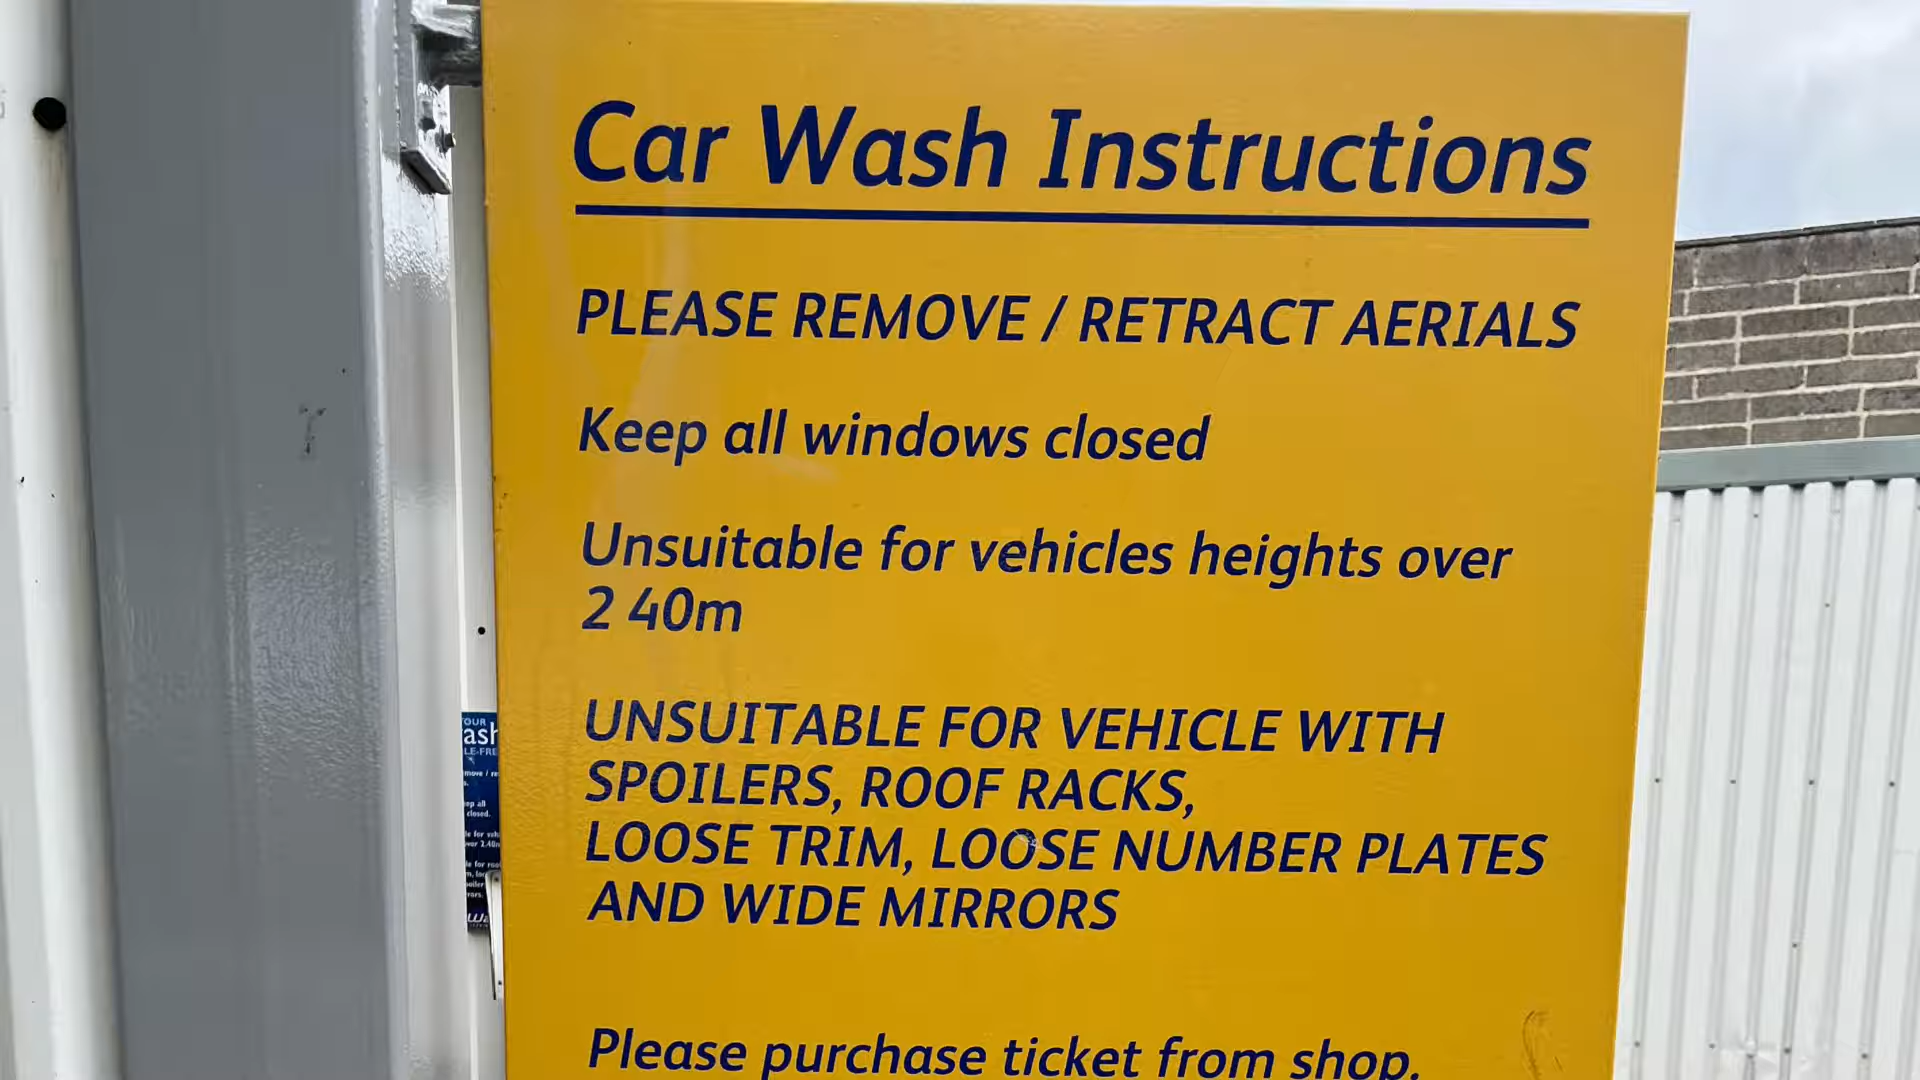 Car Wash Instructions
PLEASE REMOVE / RETRACT AERIALS
Keep all windows closed
Unsuitable for vehicles heights over
2 40m
UNSUITABLE FOR VEHICLE WITH
SPOILERS, ROOF RACKS,
LOOSE TRIM, LOOSE NUMBER PLATES
AND WIDE MIRRORS
Please purchase ticket from shop.